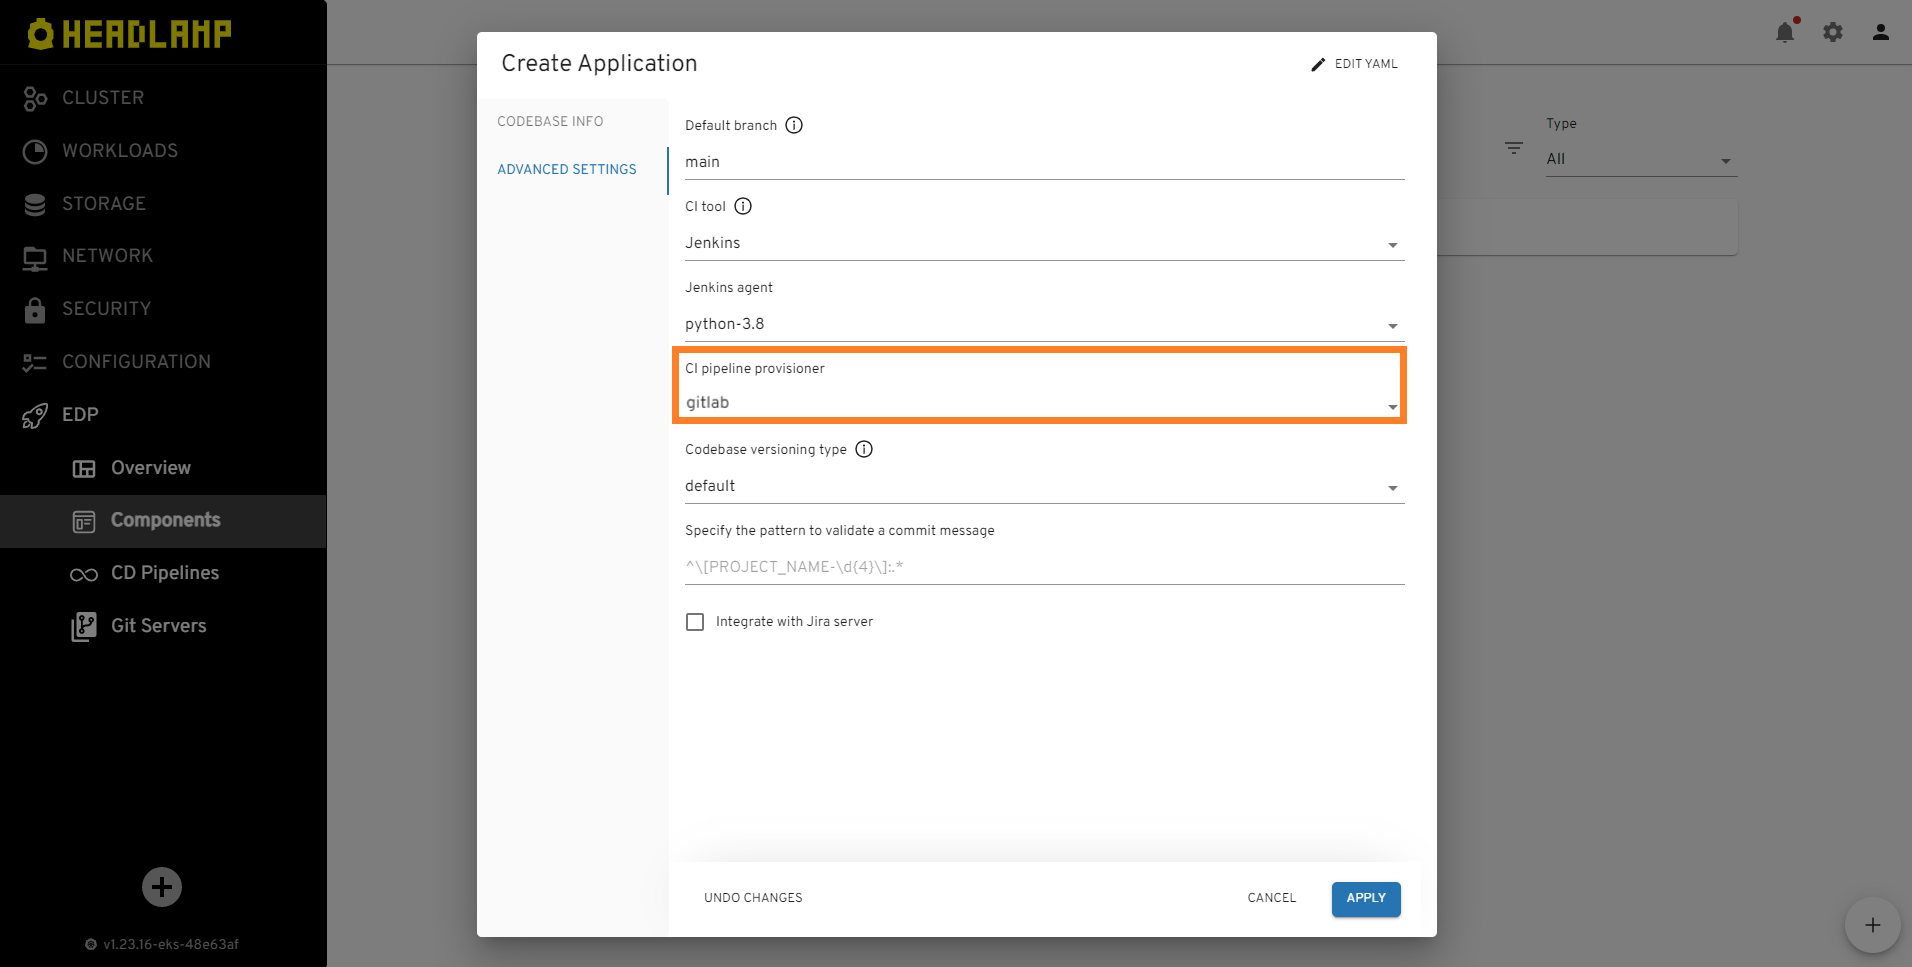 HEADLAMP
CLUSTER
WORKLOADS
STORAGE
NETWORK
SECURITY
CONFIGURATION
EDP
Overview
Components
CD Pipelines
Git Servers
v1.23.16-eks-48e63af
Create Application
EDIT YAML
CODEBASE INFO
ADVANCED SETTINGS
Default branch
main
CI tool
Jenkins
Jenkins agent
python-3.8
CI pipeline provisioner
gitlab
Codebase versioning type
default
Specify the pattern to validate a commit message
^\[PROJECT_NAME-\d{4}\]:.*
Integrate with Jira server
UNDO CHANGES
CANCEL
APPLY
Type
All